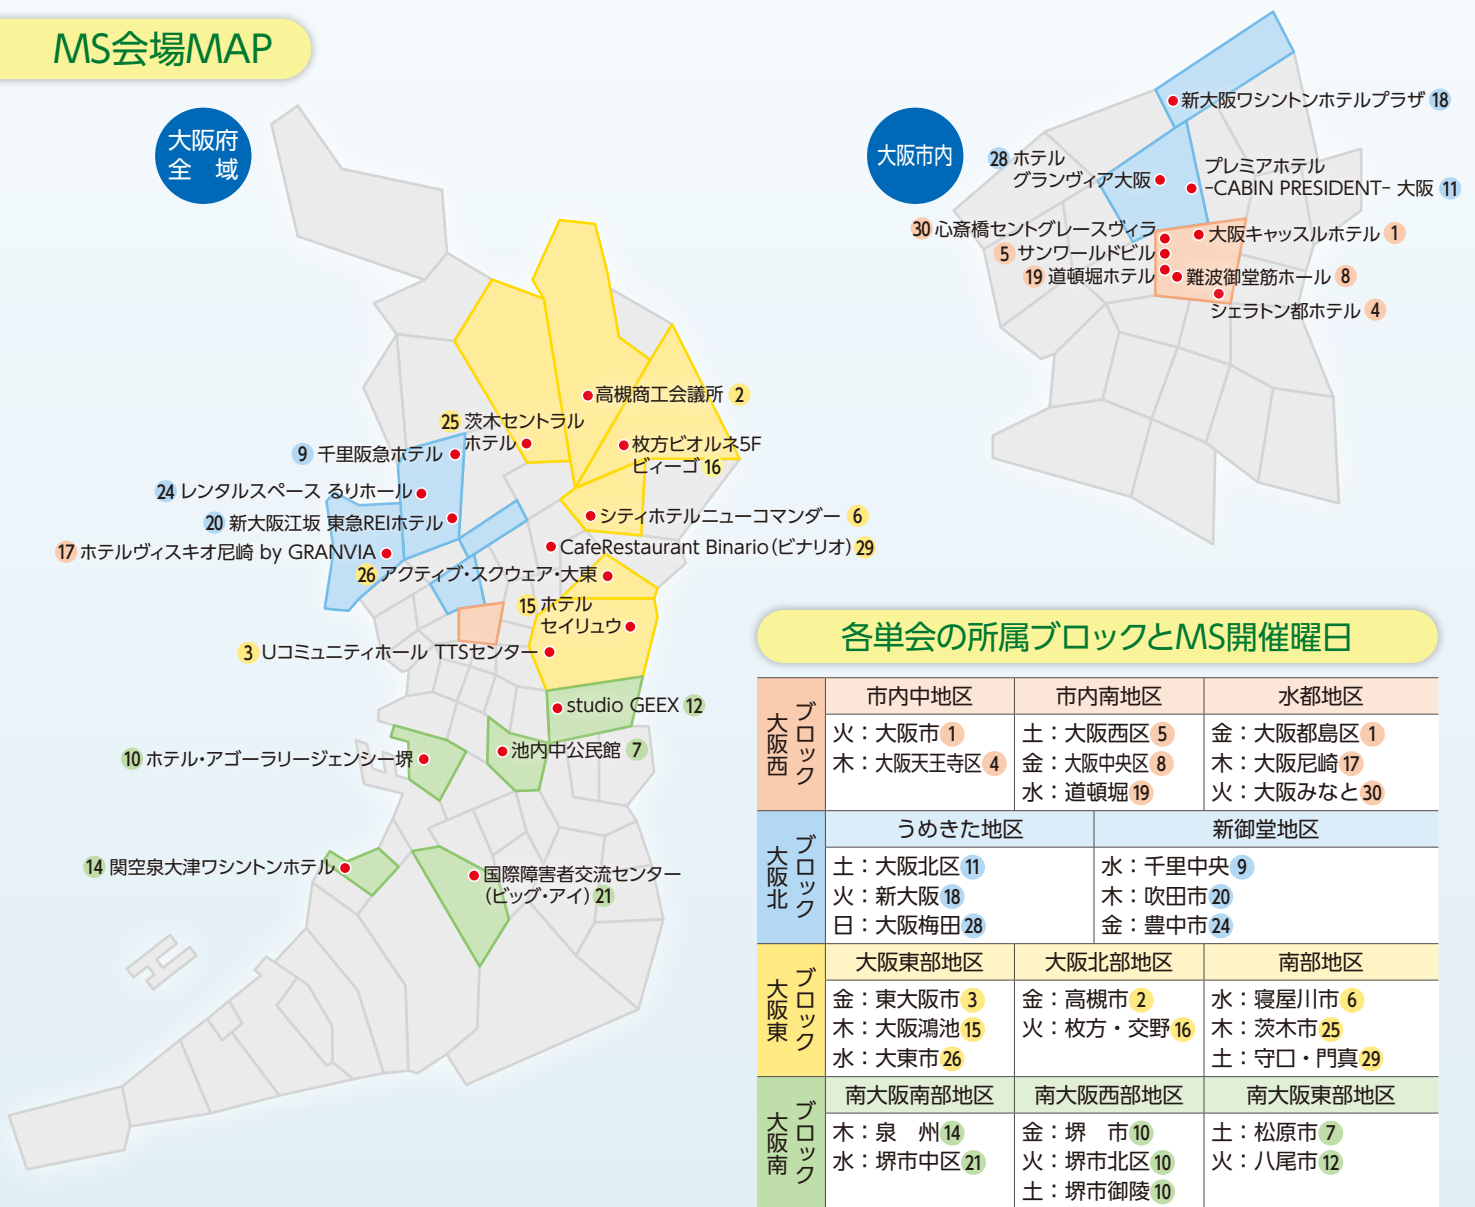 MS会場MAP
大阪府
全　域
高槻商工会議所 2
25 茨木セントラル
ホテル
枚方ビオルネ5F
ビィーゴ 16
9 千里阪急ホテル
24 レンタルスペース るりホール
20 新大阪江坂 東急REIホテル
シティホテルニューコマンダー 6
17 ホテルヴィスキオ尼崎 by GRANVIA
CafeRestaurant Binario（ビナリオ） 29
26 アクティブ・スクウェア・大東
15 ホテル
セイリュウ
3 Uコミュニティホール TTSセンター
studio GEEX 12
池内中公民館 7
10 ホテル・アゴーラリージェンシー堺
14 関空泉大津ワシントンホテル
国際障害者交流センター
（ビッグ・アイ） 21
大阪市内
新大阪ワシントンホテルプラザ 18
28 ホテル
グランヴィア大阪
プレミアホテル
-CABIN PRESIDENT- 大阪 11
30 心斎橋セントグレースヴィラ
大阪キャッスルホテル 1
5 サンワールドビル
19 道頓堀ホテル
難波御堂筋ホール 8
シェラトン都ホテル 4
各単会の所属ブロックとMS開催曜日
大阪西
ブロック
市内中地区
火：大阪市 1
木：大阪天王寺区 4
市内南地区
土：大阪西区 5
金：大阪中央区 8
水：道頓堀 19
水都地区
金：大阪都島区 1
木：大阪尼崎 17
火：大阪みなと 30
大阪北
ブロック
うめきた地区
土：大阪北区 11
火：新大阪 18
日：大阪梅田 28
新御堂地区
水：千里中央 9
木：吹田市 20
金：豊中市 24
大阪東
ブロック
大阪東部地区
金：東大阪市 3
木：大阪鴻池 15
水：大東市 26
大阪北部地区
金：高槻市 2
火：枚方・交野 16
南部地区
水：寝屋川市 6
木：茨木市 25
土：守口・門真 29
大阪南
ブロック
南大阪南部地区
木：泉　州 14
水：堺市中区 21
南大阪西部地区
金：堺　市 10
火：堺市北区 10
土：堺市御陵 10
南大阪東部地区
土：松原市 7
火：八尾市 12